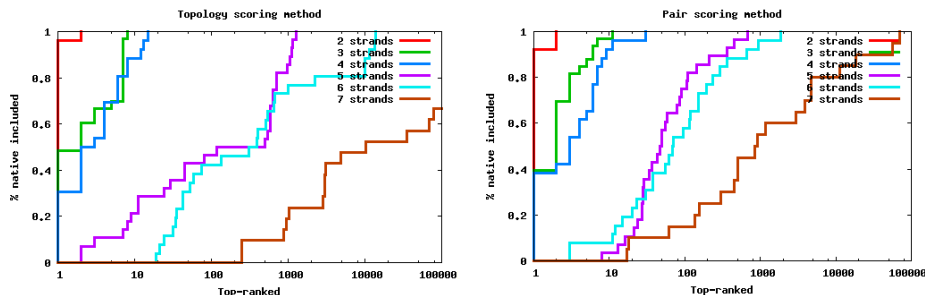 Topology scoring method
1
0.8
0.6
0.4
0.2
0
% native included
2 strands
3 strands
4 strands
5 strands
6 strands
7 strands
1 10 100 1000 10000 100000
Top-ranked
Pair scoring method
1
0.8
0.6
0.4
0.2
0
% native included
2 strands
3 strands
4 strands
5 strands
6 strands
7 strands
1 10 100 1000 10000 100000
Top-ranked